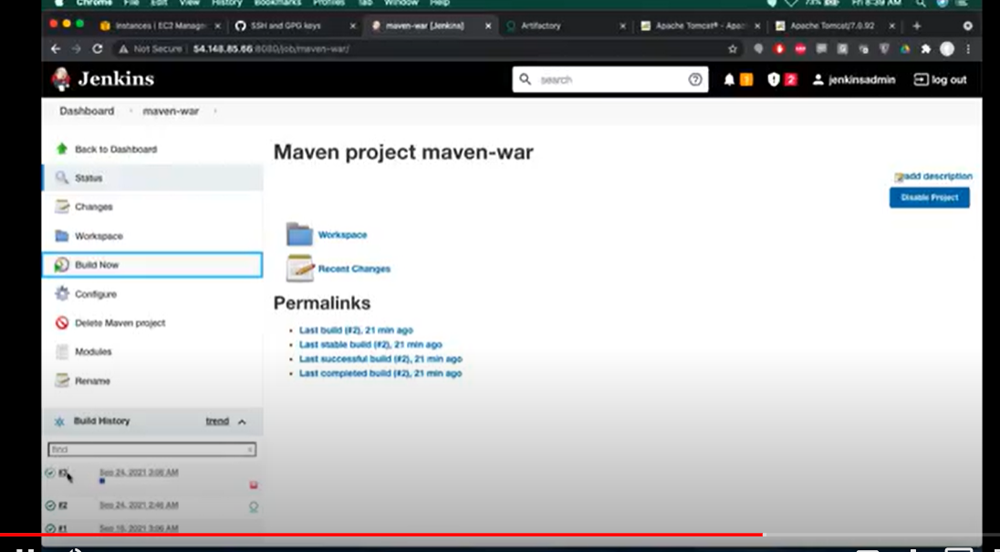 Chrome File Edit View History Bookmarks Profiles Tab Window Help 73% Fri 8:39 AM
Instances | EC2 Manag SSH and GPG keys maven-war [Jenkins] Artifactory Apache Tomcat® - Apa Apache Tomcat/7.0.92
Not Secure | 54.148.85.66:8080/job/maven-war/
Jenkins search 1 2 jenkinsadmin log out
Dashboard maven-war
Back to Dashboard
Status
Changes
Workspace
Build Now
Configure
Delete Maven project
Modules
Rename
Build History trend
find x
#3 Sep 24, 2021 3:08 AM
#2 Sep 24, 2021 2:46 AM
#1 Sep 16, 2021 3:06 AM
Maven project maven-war
add description
Disable Project
Workspace
Recent Changes
Permalinks
Last build (#2), 21 min ago
Last stable build (#2), 21 min ago
Last successful build (#2), 21 min ago
Last completed build (#2), 21 min ago